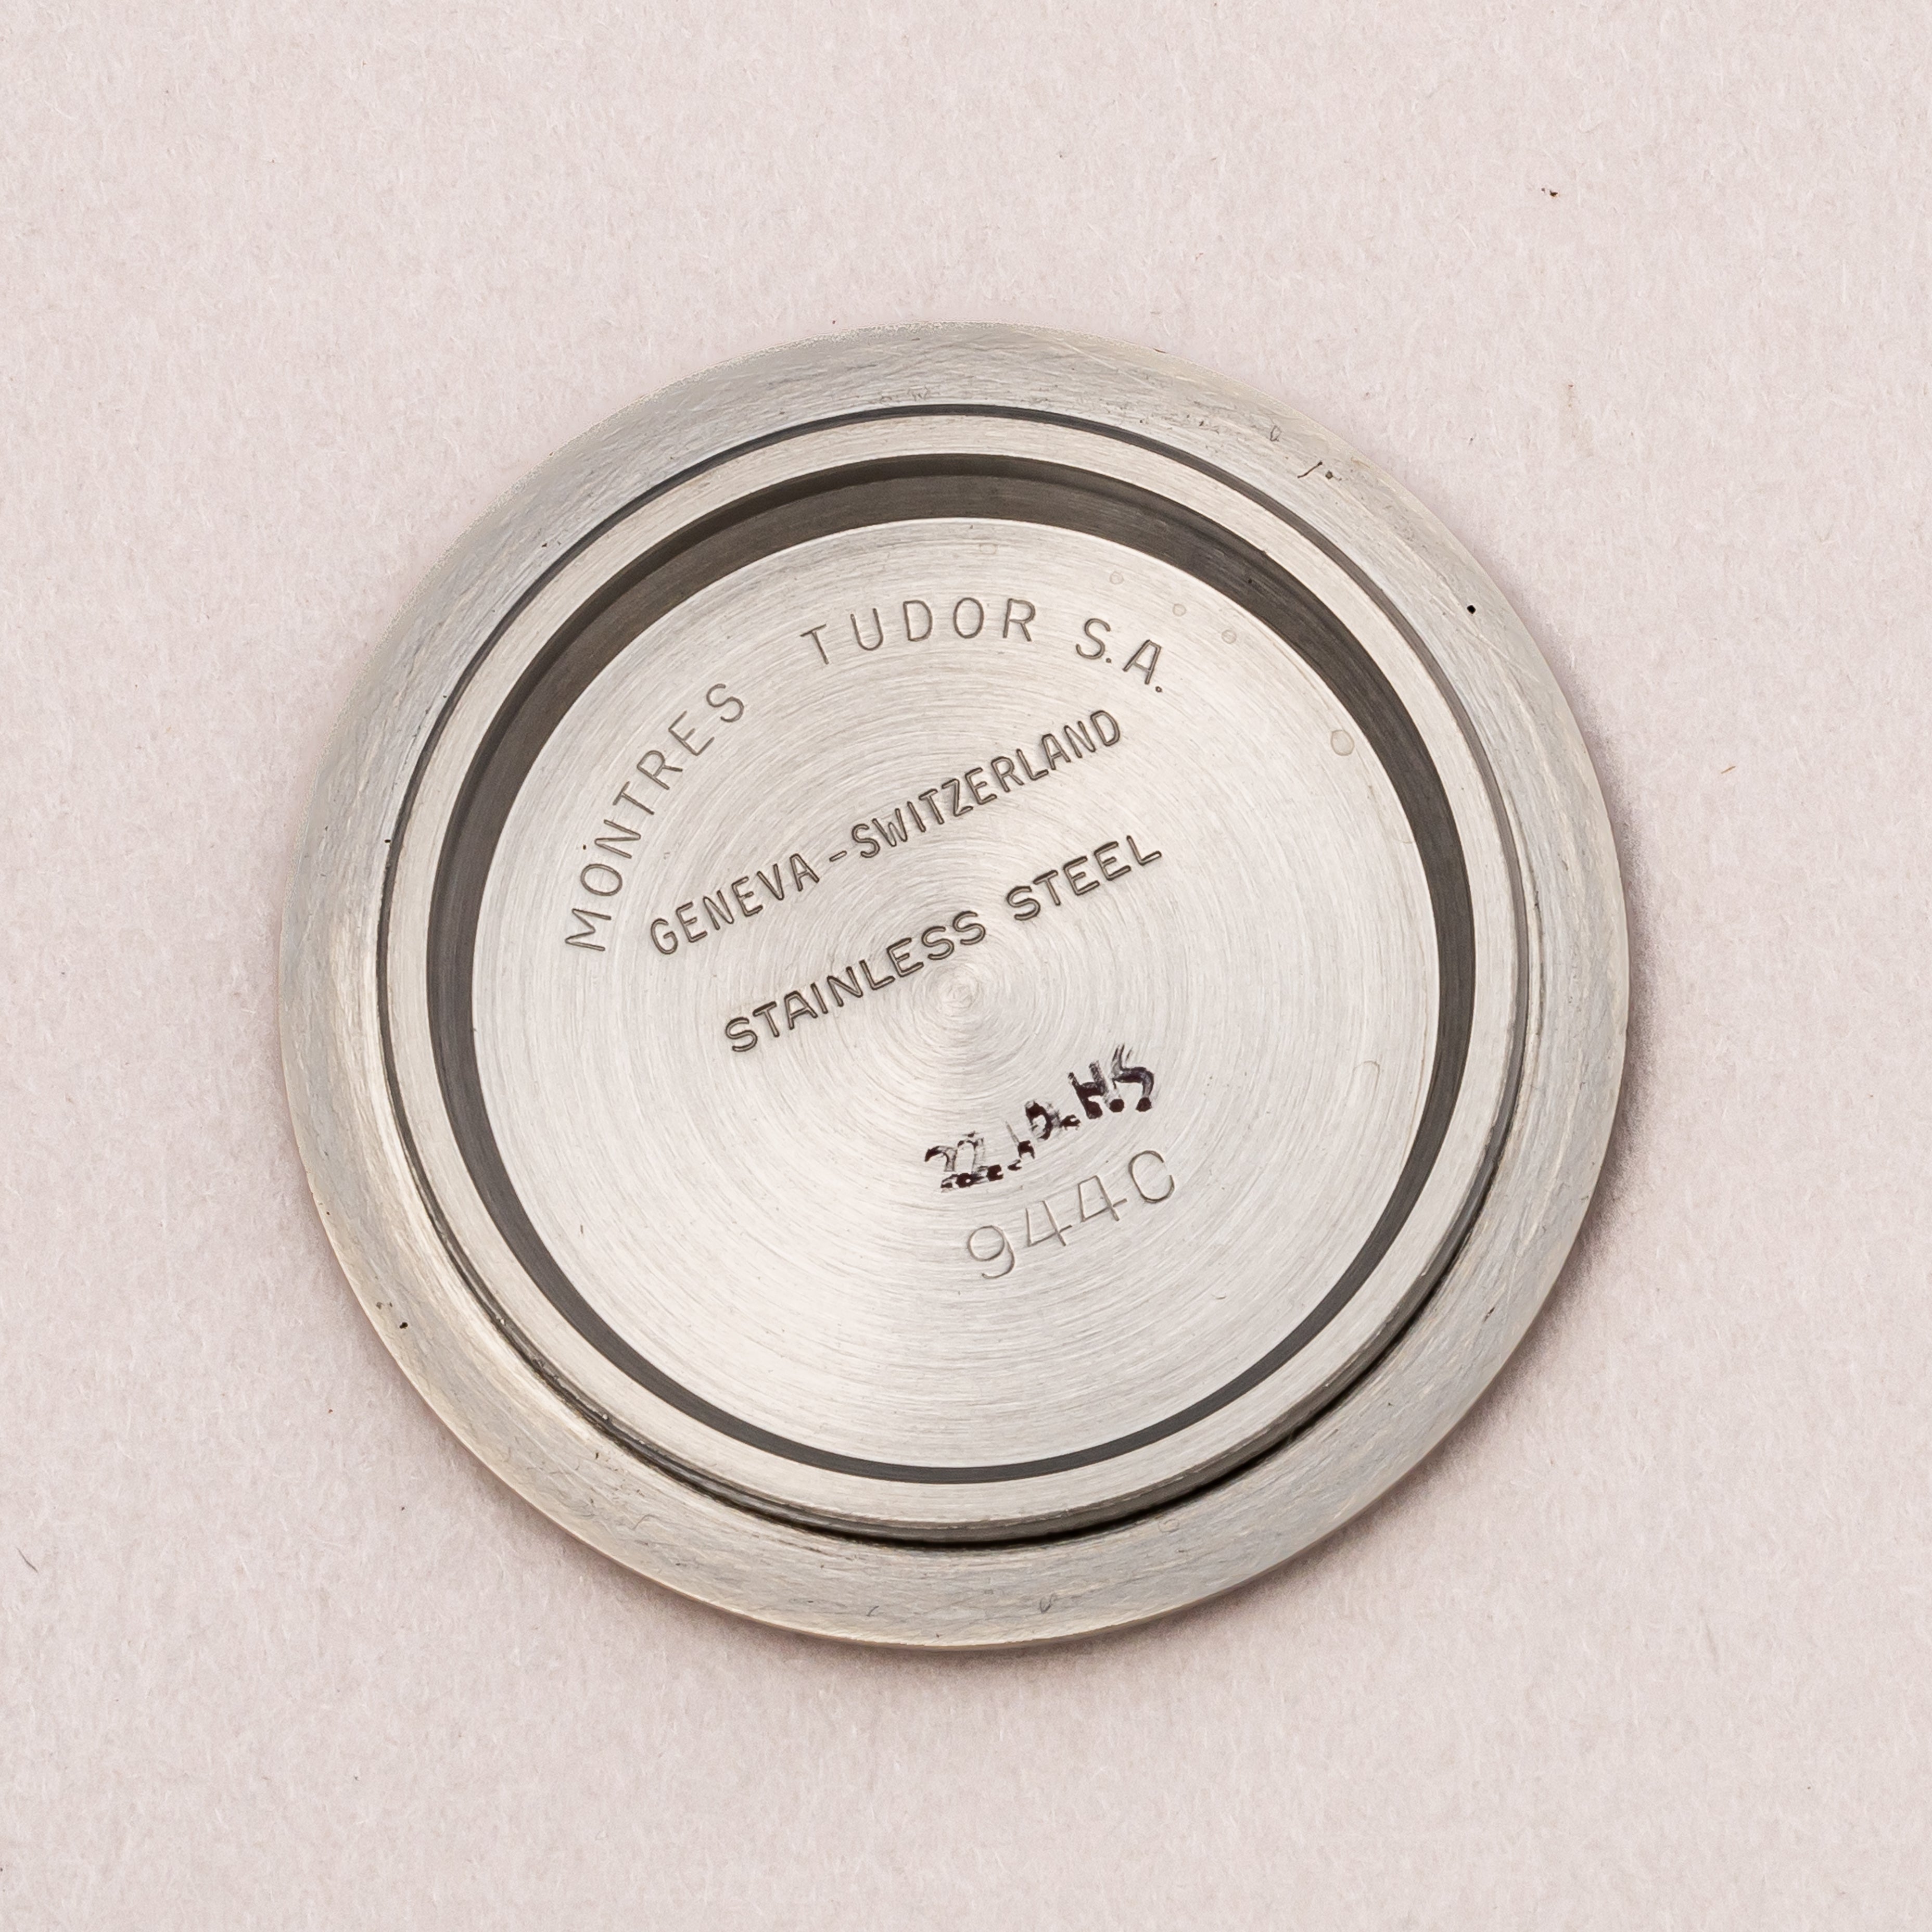 MONTRES TUDOR S.A.
GENEVA-SWITZERLAND
STAINLESS STEEL
9440